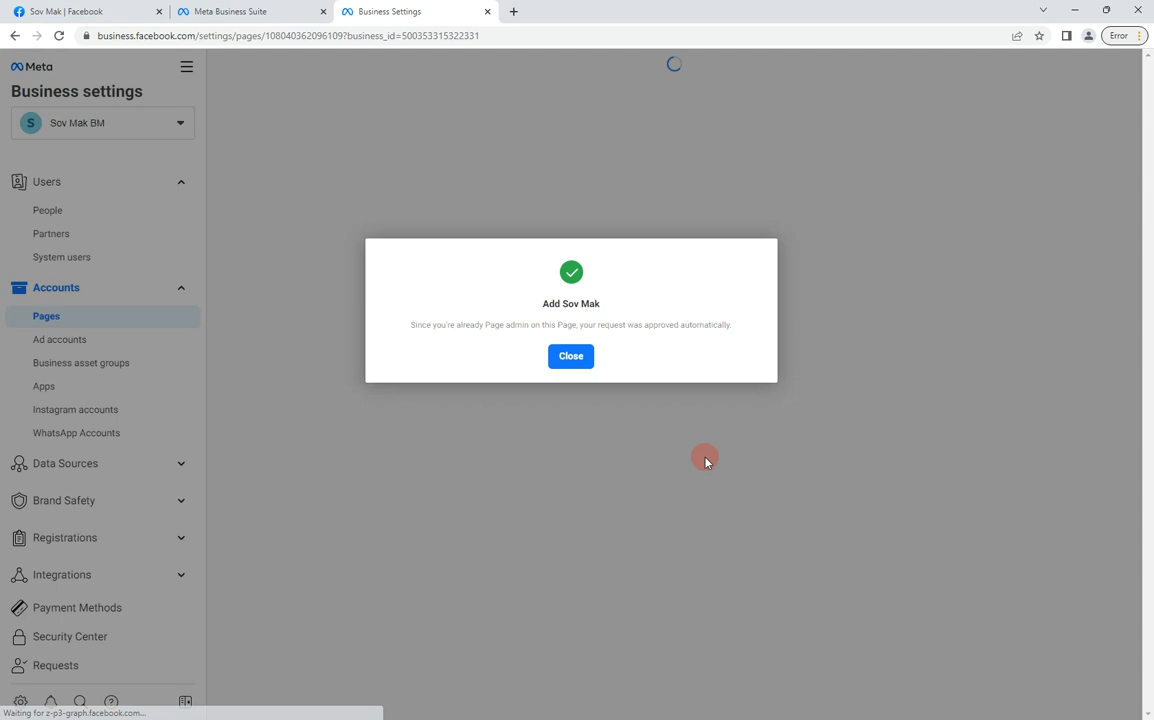 Sov Mak | Facebook
Meta Business Suite
Business Settings
business.facebook.com/settings/pages/108040362096109?business_id=500353315322331
Error
Meta
Business settings
S Sov Mak BM
Users
People
Partners
System users
Accounts
Pages
Ad accounts
Business asset groups
Apps
Instagram accounts
WhatsApp Accounts
Data Sources
Brand Safety
Registrations
Integrations
Payment Methods
Security Center
Requests
Waiting for z-p3-graph.facebook.com...
Add Sov Mak
Since you're already Page admin on this Page, your request was approved automatically.
Close